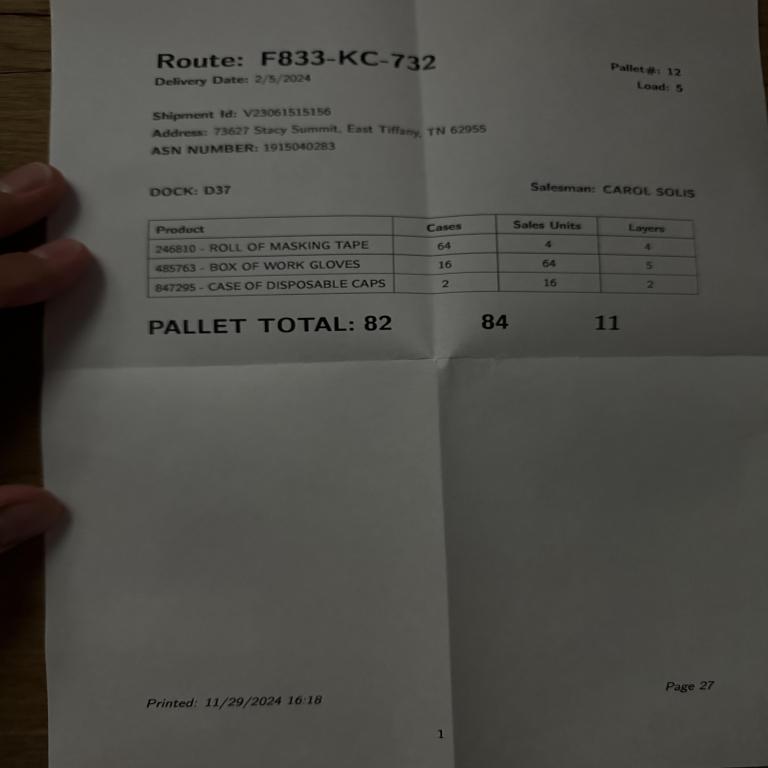 Route: F833-KC-732
Delivery Date: 2/5/2024
Pallet#: 12
Load: 5
Shipment Id: V23061515156
Address: 73627 Stacy Summit, East Tiffany, TN 62955
ASN NUMBER: 1915040283
DOCK: D37
Salesman: CAROL SOLIS
Product Cases Sales Units Layers
246810 - ROLL OF MASKING TAPE 64 4 4
485763 - BOX OF WORK GLOVES 16 64 5
847295 - CASE OF DISPOSABLE CAPS 2 16 2
PALLET TOTAL: 82 84 11
Printed: 11/29/2024 16:18
Page 27
1